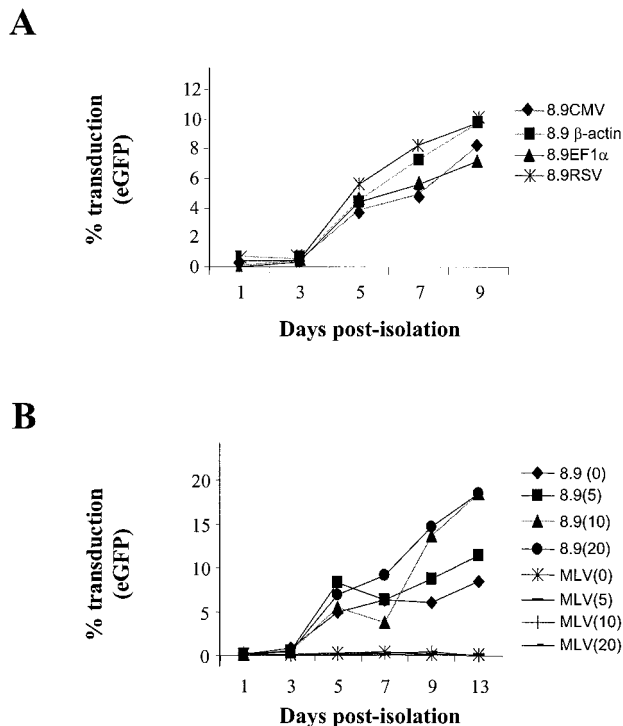 A
% transduction
(eGFP)
12
10
8
6
4
2
0
1 3 5 7 9
Days post-isolation
8.9CMV
8.9 β-actin
8.9EF1α
8.9RSV
B
% transduction
(eGFP)
20
15
10
5
0
1 3 5 7 9 13
Days post-isolation
8.9 (0)
8.9(5)
8.9(10)
8.9(20)
MLV(0)
MLV(5)
MLV(10)
MLV(20)